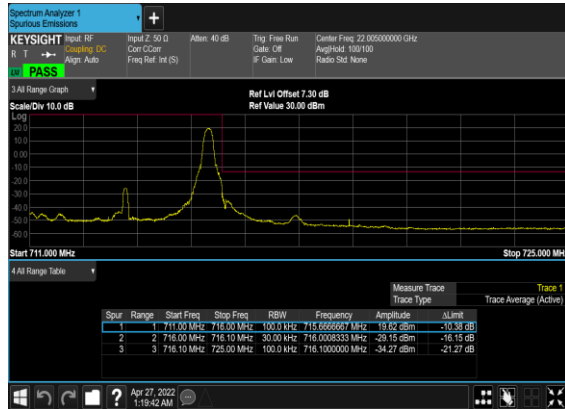 Spectrum Analyzer 1
Spurious Emissions
KEYSIGHT Input: RF Input Z: 50 Ω Atten: 40 dB Trig: Free Run Center Freq: 22.005000000 GHz
R T Coupling: DC Corr CCorr Gate: Off Avg|Hold: 100/100
Align: Auto Freq Ref: Int (S) IF Gain: Low Radio Std: None
PASS
3 All Range Graph Ref Lvl Offset 7.30 dB
Scale/Div 10.0 dB Ref Value 30.00 dBm
Log
20.0
10.0
0.00
-10.0
-20.0
-30.0
-40.0
-50.0
-60.0
Start 711.000 MHz Stop 725.000 MH
4 All Range Table
Measure Trace Trace 1
Trace Type Trace Average (Active)
Spur Range Start Freq Stop Freq RBW Frequency Amplitude ΔLimit
1 1 711.00 MHz 716.00 MHz 100.0 kHz 715.6666667 MHz 19.62 dBm -10.38 dB
2 2 716.00 MHz 716.10 MHz 30.00 kHz 716.0008333 MHz -29.15 dBm -16.15 dB
3 3 716.10 MHz 725.00 MHz 100.0 kHz 716.1000000 MHz -34.27 dBm -21.27 dB
? Apr 27, 2022
1:19:42 AM